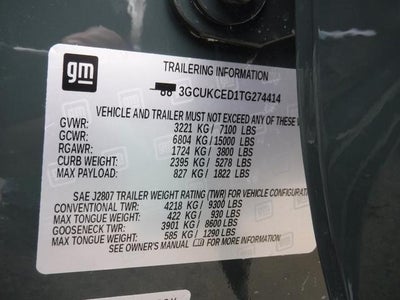 gm
TRAILERING INFORMATION
3GCUKCED1TG274414
VEHICLE AND TRAILER MUST NOT EXCEED ANY OF THESE
GVWR: 3221 KG / 7100 LBS
GCWR: 6804 KG / 15000 LBS
RGAWR: 1724 KG / 3800 LBS
CURB WEIGHT: 2395 KG / 5278 LBS
MAX PAYLOAD: 827 KG / 1822 LBS
SAE J2807 TRAILER WEIGHT RATING (TWR) FOR VEHICLE
CONVENTIONAL TWR: 4218 KG / 9300 LBS
MAX TONGUE WEIGHT: 422 KG / 930 LBS
GOOSENECK TWR: 3901 KG / 8600 LBS
MAX TONGUE WEIGHT: 585 KG / 1290 LBS
SEE OWNER'S MANUAL FOR MORE INFORMATION.